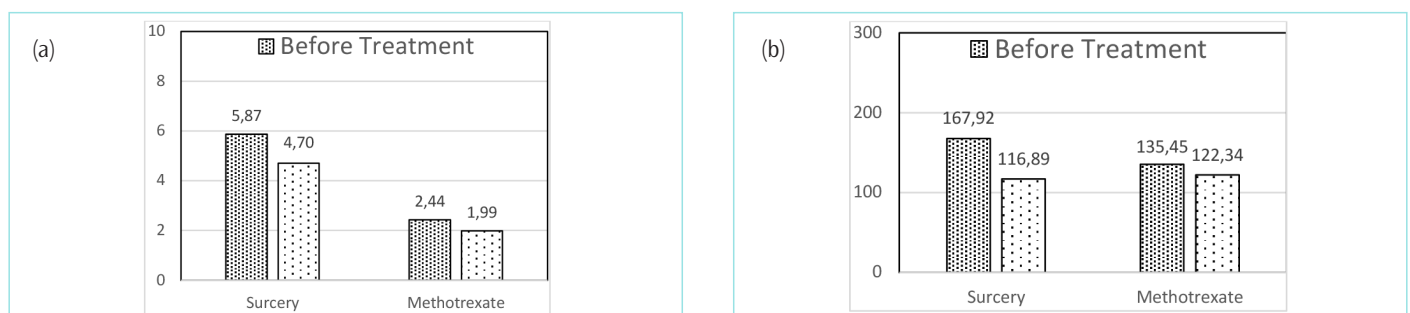 (a)
10
Before Treatment
8
5,87
6
4,70
4
2,44
1,99
2
0
Surcery
Methotrexate
(b)
300
Before Treatment
200
167,92
135,45
122,34
116,89
100
0
Surcery
Methotrexate